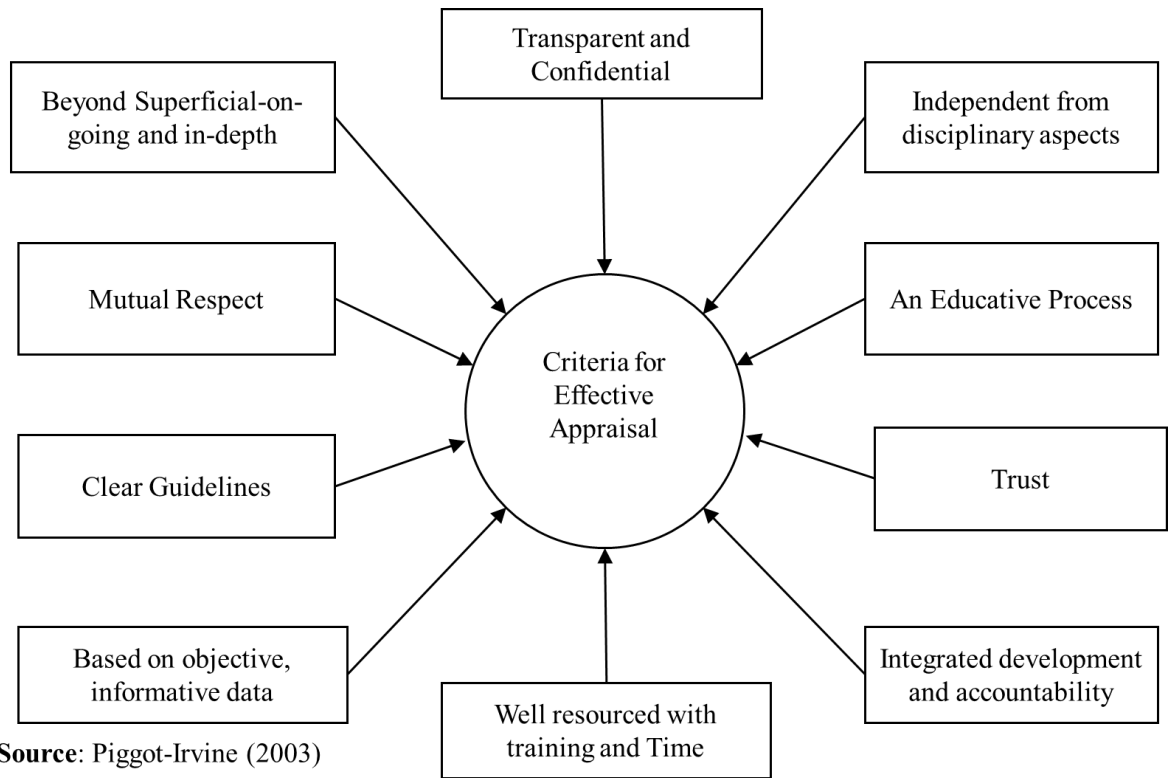 Transparent and
Confidential
Beyond Superficial-on-
going and in-depth
Independent from
disciplinary aspects
Mutual Respect
An Educative Process
Criteria for
Effective
Appraisal
Clear Guidelines
Trust
Based on objective,
informative data
Well resourced with
training and Time
Integrated development
and accountability
Source: Piggot-Irvine (2003)